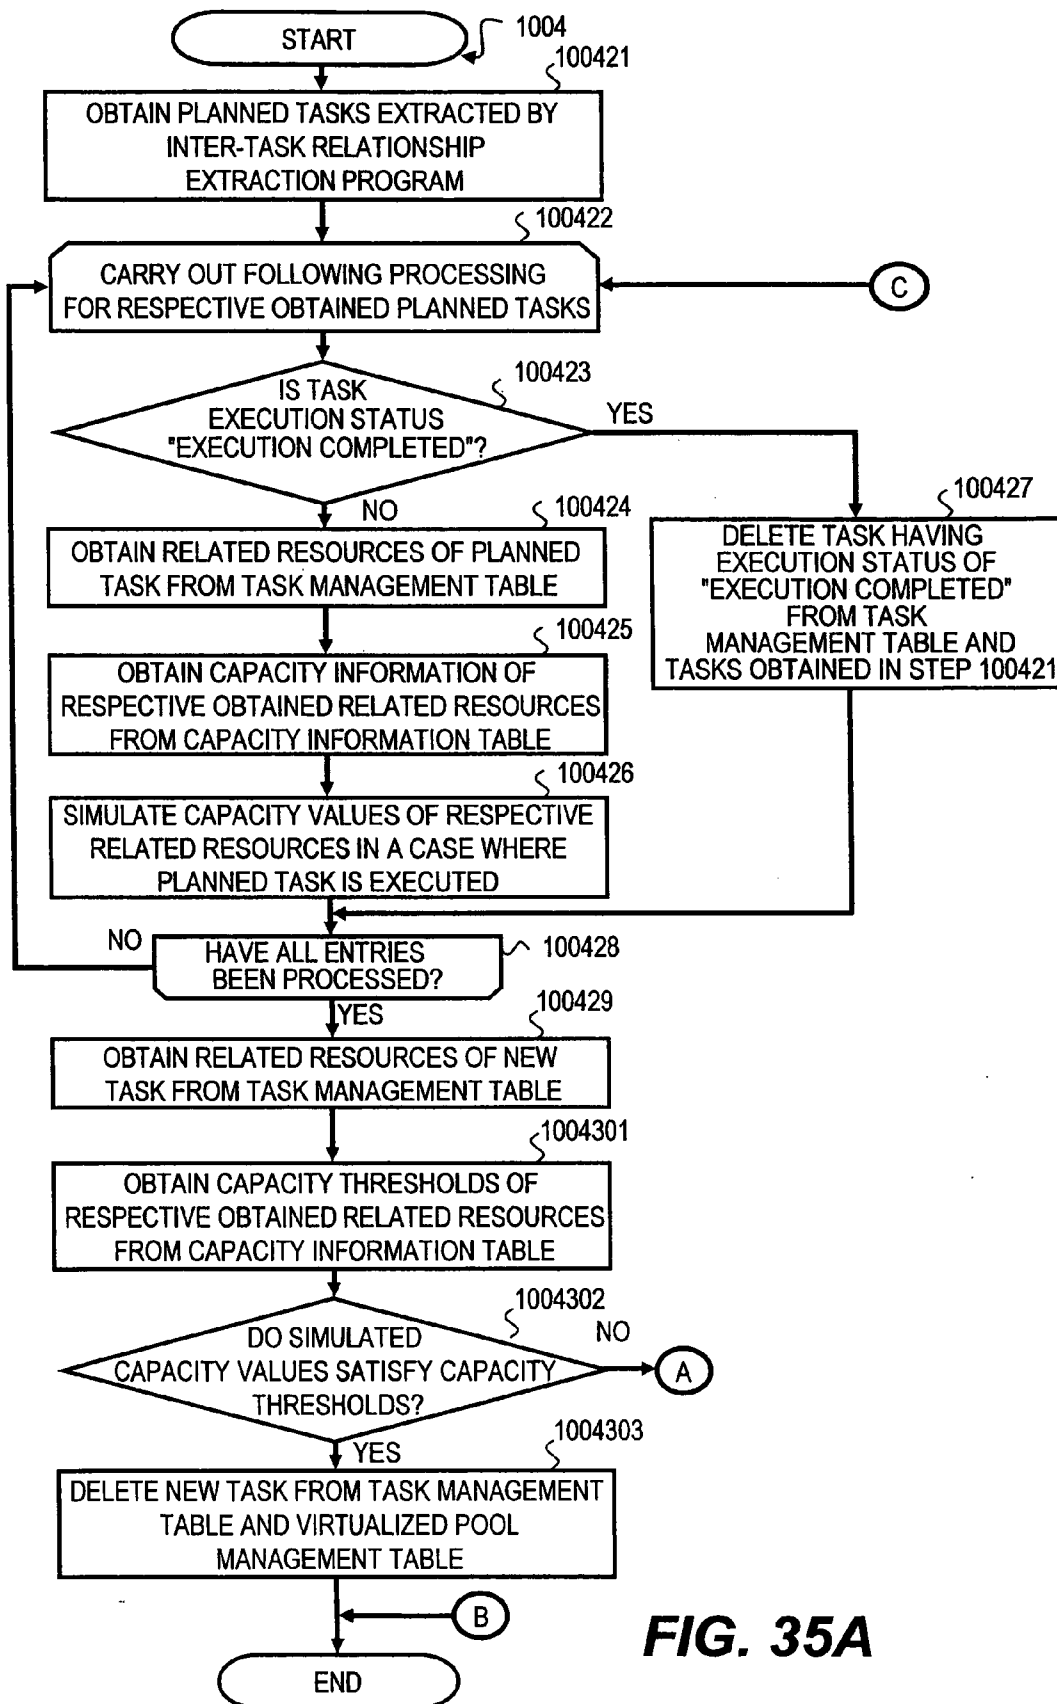 START
1004
100421
OBTAIN PLANNED TASKS EXTRACTED BY
INTER-TASK RELATIONSHIP
EXTRACTION PROGRAM
100422
CARRY OUT FOLLOWING PROCESSING
FOR RESPECTIVE OBTAINED PLANNED TASKS
C
100423
IS TASK
EXECUTION STATUS
"EXECUTION COMPLETED"?
YES
NO
100424
OBTAIN RELATED RESOURCES OF PLANNED
TASK FROM TASK MANAGEMENT TABLE
100427
DELETE TASK HAVING
EXECUTION STATUS OF
"EXECUTION COMPLETED"
FROM TASK
MANAGEMENT TABLE AND
TASKS OBTAINED IN STEP 100421
100425
OBTAIN CAPACITY INFORMATION OF
RESPECTIVE OBTAINED RELATED RESOURCES
FROM CAPACITY INFORMATION TABLE
100426
SIMULATE CAPACITY VALUES OF RESPECTIVE
RELATED RESOURCES IN A CASE WHERE
PLANNED TASK IS EXECUTED
NO
HAVE ALL ENTRIES
BEEN PROCESSED?
100428
YES
100429
OBTAIN RELATED RESOURCES OF NEW
TASK FROM TASK MANAGEMENT TABLE
1004301
OBTAIN CAPACITY THRESHOLDS OF
RESPECTIVE OBTAINED RELATED RESOURCES
FROM CAPACITY INFORMATION TABLE
1004302
DO SIMULATED
CAPACITY VALUES SATISFY CAPACITY
THRESHOLDS?
NO
A
YES
1004303
DELETE NEW TASK FROM TASK MANAGEMENT
TABLE AND VIRTUALIZED POOL
MANAGEMENT TABLE
B
END
FIG. 35A